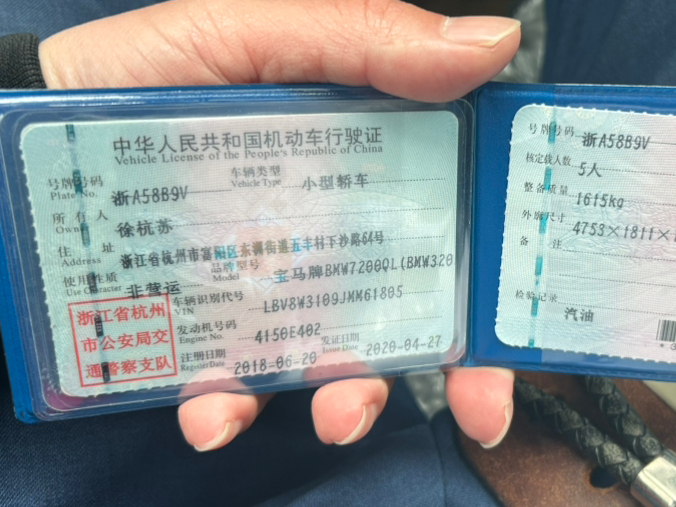 中华人民共和国机动车行驶证
Vehicle License of the People's Republic of China
号牌号码 浙A58B9V 车辆类型 小型轿车
Plate No. Vehicle Type
所有人 徐杭苏
Owner
住址 浙江省杭州市富阳区东洲街道五丰村下沙路64号
Address
使用性质 非营运 品牌型号 宝马牌BMW7200QL(BMW320
Use Character Model
浙江省杭州
市公安局交
通警察支队
车辆识别代号 LBV8W3109JMM61805
VIN
发动机号码 4150E402
Engine No.
注册日期 2018-06-20 发证日期 2020-04-27
Register Date Issue Date
号牌号码 浙A58B9V
核定载人数 5人
整备质量 1615kg
外廓尺寸 4753×1811×1
备注
检验记录
汽油